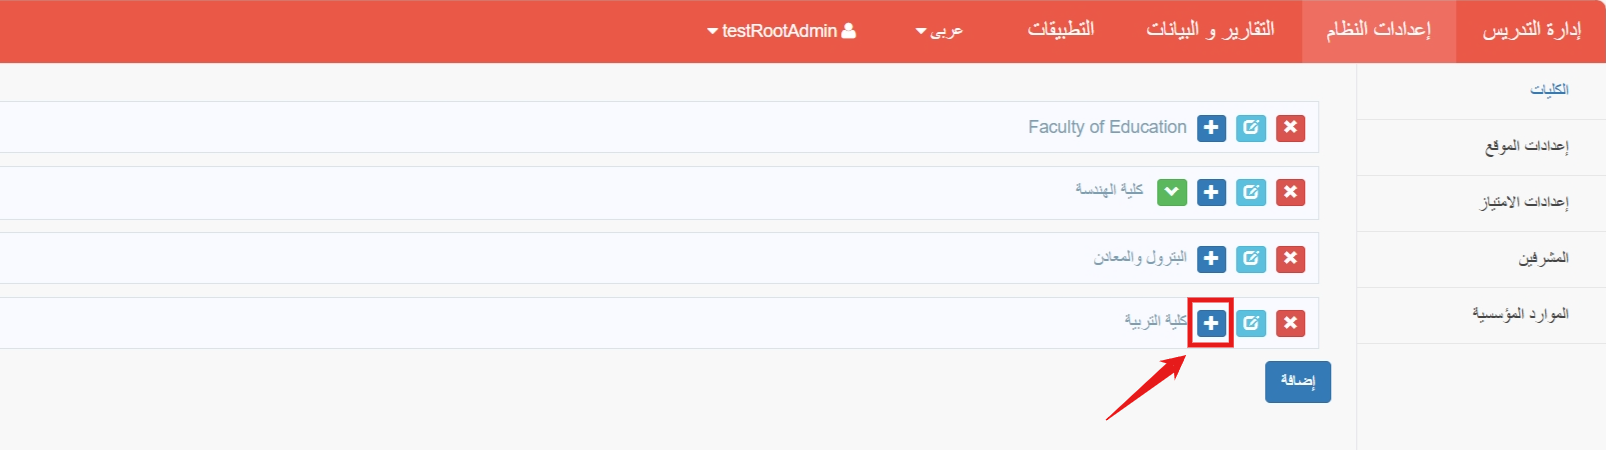 إدارة التدريس
إعدادات النظام
التقارير و البيانات
التطبيقات
عربى
testRootAdmin
الكليات
إعدادات الموقع
إعدادات الامتياز
المشرفين
الموارد المؤسسية
Faculty of Education
كلية الهندسة
البترول والمعادن
كلية التربية
إضافة